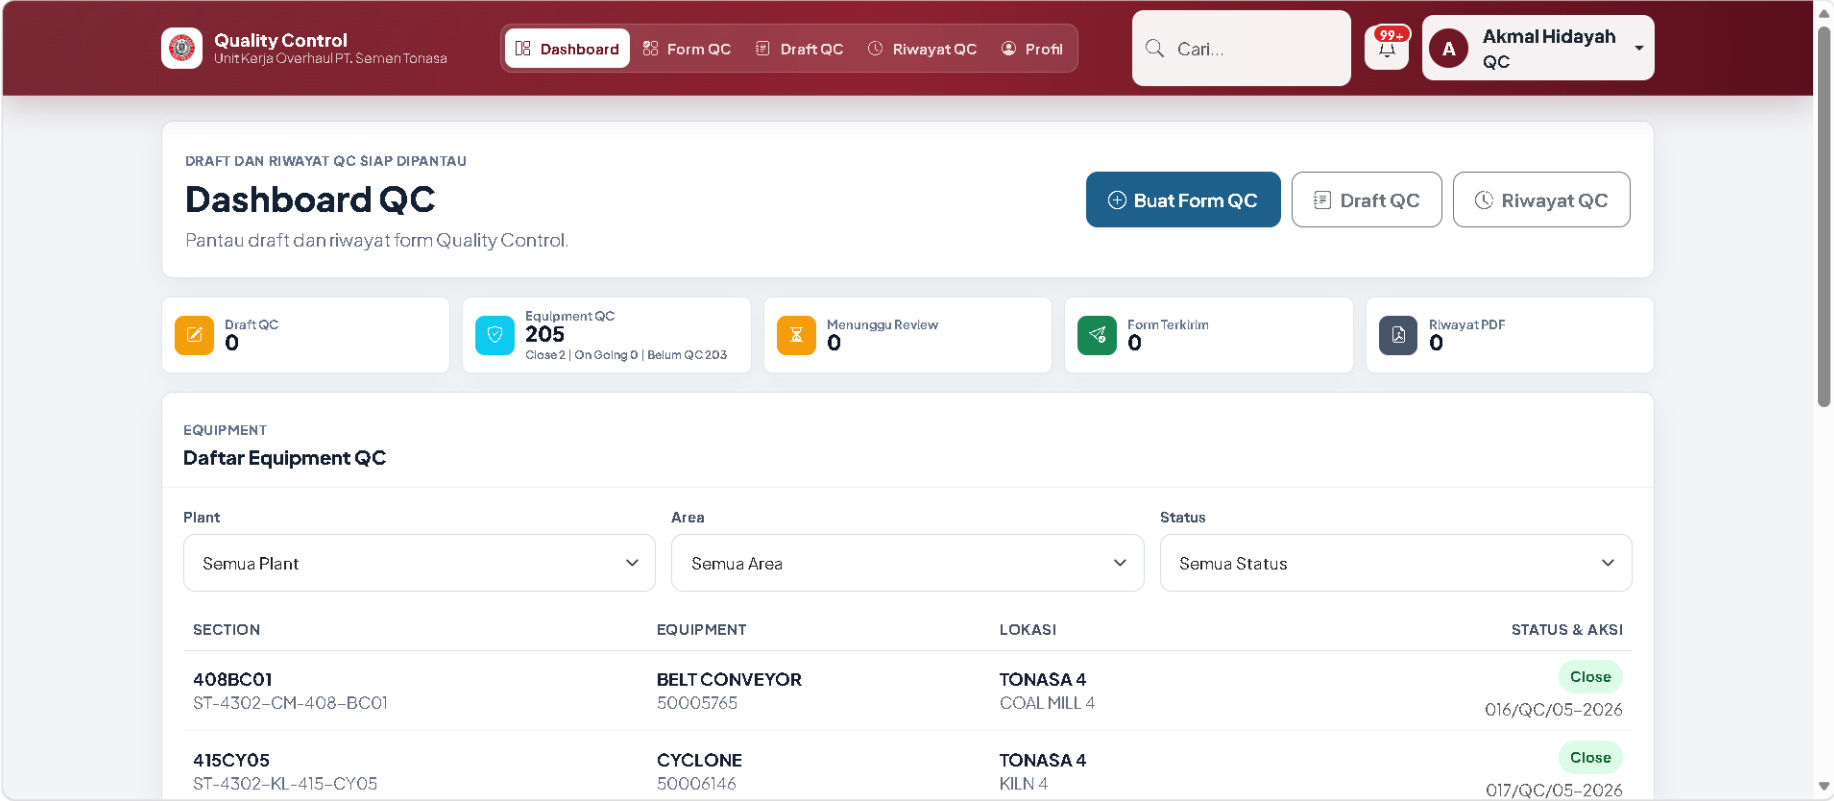 Quality Control
Unit Kerja Overhaul PT. Semen Tonasa
Dashboard
Form QC
Draft QC
Riwayat QC
Profil
Cari...
99+
A
Akmal Hidayah
QC
DRAFT DAN RIWAYAT QC SIAP DIPANTAU
Dashboard QC
Pantau draft dan riwayat form Quality Control.
Buat Form QC
Draft QC
Riwayat QC
Draft QC
0
Equipment QC
205
Close 2 | On Going 0 | Belum QC 203
Menunggu Review
0
Form Terkirim
0
Riwayat PDF
0
EQUIPMENT
Daftar Equipment QC
Plant
Area
Status
Semua Plant
Semua Area
Semua Status
SECTION
EQUIPMENT
LOKASI
STATUS & AKSI
408BC01
ST-4302-CM-408-BC01
BELT CONVEYOR
50005765
TONASA 4
COAL MILL 4
Close
016/QC/05-2026
415CY05
ST-4302-KL-415-CY05
CYCLONE
50006146
TONASA 4
KILN 4
Close
017/QC/05-2026